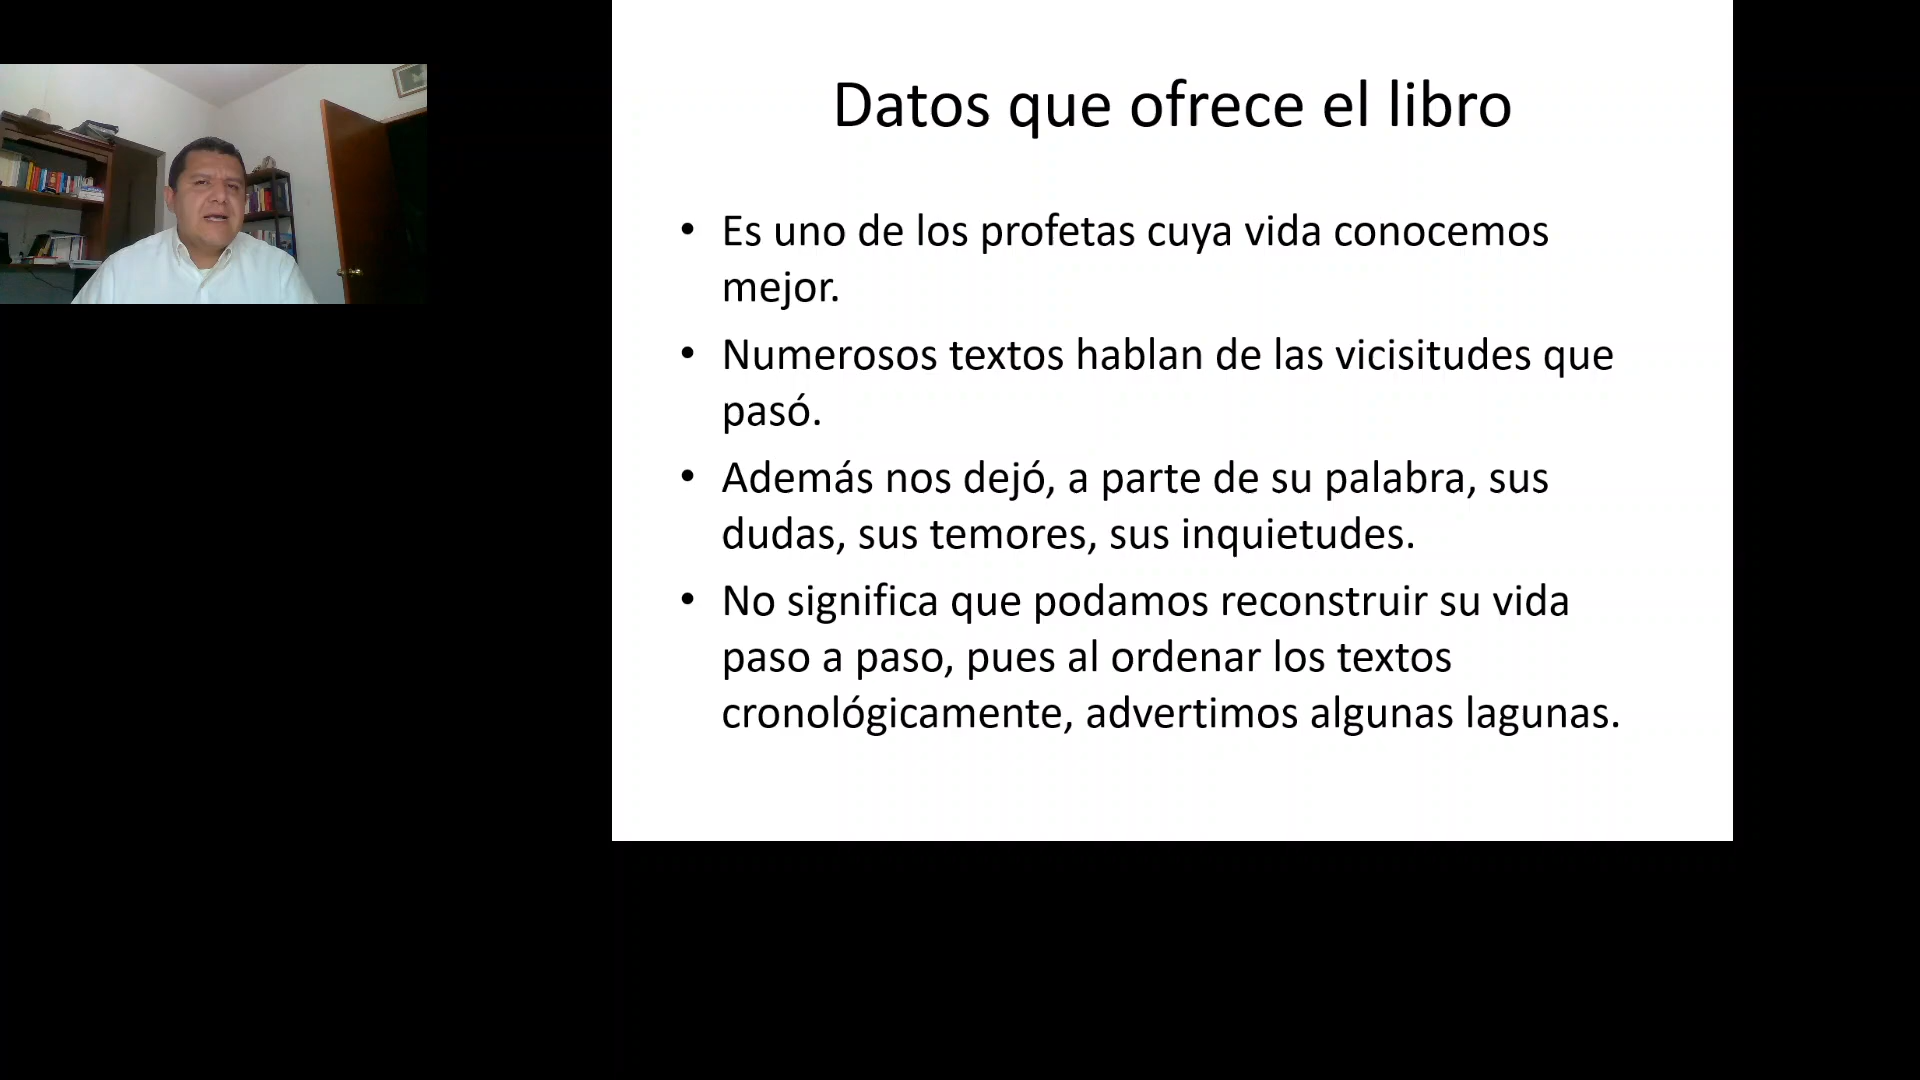 Datos que ofrece el libro
• Es uno de los profetas cuya vida conocemos
mejor.
• Numerosos textos hablan de las vicisitudes que
pasó.
• Además nos dejó, a parte de su palabra, sus
dudas, sus temores, sus inquietudes.
• No significa que podamos reconstruir su vida
paso a paso, pues al ordenar los textos
cronológicamente, advertimos algunas lagunas.